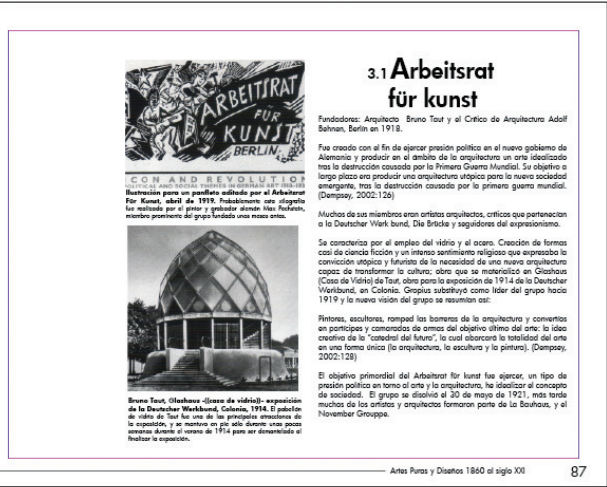 ARBEITSRAT
FÜR
KUNST
BERLIN
ICON AND REVOLUTION
POLITICAL AND SOCIAL THEMES IN GERMAN ART 1918-1933
Ilustración para un panfleto editado por el Arbeitsrat
Für Kunst, abril de 1919. Probablemente esta xilografía
fue realizada por el pintor y grabador alemán Max Pechstein,
miembro prominente del grupo fundado unos meses antes.
Bruno Taut, Glashaus -((casa de vidrio))- exposición
de la Deutscher Werkbund, Colonia, 1914. El pabellón
de vidrio de Taut fue una de las principales atracciones de
la exposición, y se mantuvo en pie sólo durante unas pocas
semanas durante el verano de 1914 para ser demantelado al
finalizar la exposición.
3.1 Arbeitsrat
für kunst
Fundadores: Arquitecto Bruno Taut y el Crítico de Arquitectura Adolf
Behnen, Berlín en 1918.
Fue creado con el fin de ejercer presión política en el nuevo gobierno de
Alemania y producir en el ámbito de la arquitectura un arte idealizado
tras la destrucción causada por la Primera Guerra Mundial. Su objetivo a
largo plazo era producir una arquitectura utópica para la nueva sociedad
emergente, tras la destrucción causada por la primera guerra mundial.
(Dempsey, 2002:126)
Muchos de sus miembros eran artistas arquitectos, críticos que pertenecían
a la Deutscher Werk bund, Die Brücke y seguidores del expresionismo.
Se caracteriza por el empleo del vidrio y el acero. Creación de formas
casi de ciencia ficción y un intenso sentimiento religioso que expresaba la
convicción utópica y futurista de la necesidad de una nueva arquitectura
capaz de transformar la cultura; obra que se materializó en Glashaus
(Casa de Vidrio) de Taut, obra para la exposición de 1914 de la Deutscher
Werkbund, en Colonia. Gropius substituyó como líder del grupo hacia
1919 y la nueva visión del grupo se resumían así:
Pintores, escultores, romped las barreras de la arquitectura y convertios
en partícipes y camaradas de armas del objetivo último del arte: la idea
creativa de la "catedral del futuro", la cual abarcará la totalidad del arte
en una forma única (la arquitectura, la escultura y la pintura). (Dempsey,
2002:128)
El objetivo primordial del Arbeitsrat für kunst fue ejercer, un tipo de
presión política en torno al arte y la arquitectura, he idealizar el concepto
de sociedad. El grupo se disolvió el 30 de mayo de 1921, más tarde
muchos de los artistas y arquitectos formaron parte de La Bauhaus, y el
November Grouppe.
Artes Puras y Diseños 1860 al siglo XXI
87